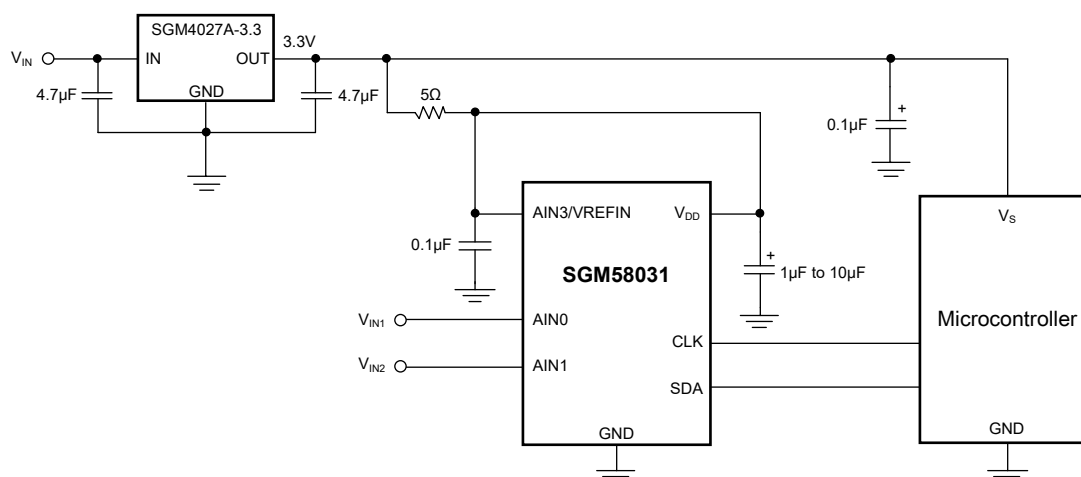 SGM4027A-3.3
V_IN
IN
OUT
GND
3.3V
4.7μF
4.7μF
5Ω
0.1μF
+
AIN3/VREFIN
V_DD
0.1μF
SGM58031
+
1μF to 10μF
V_S
V_IN1
AIN0
V_IN2
AIN1
CLK
SDA
GND
Microcontroller
GND